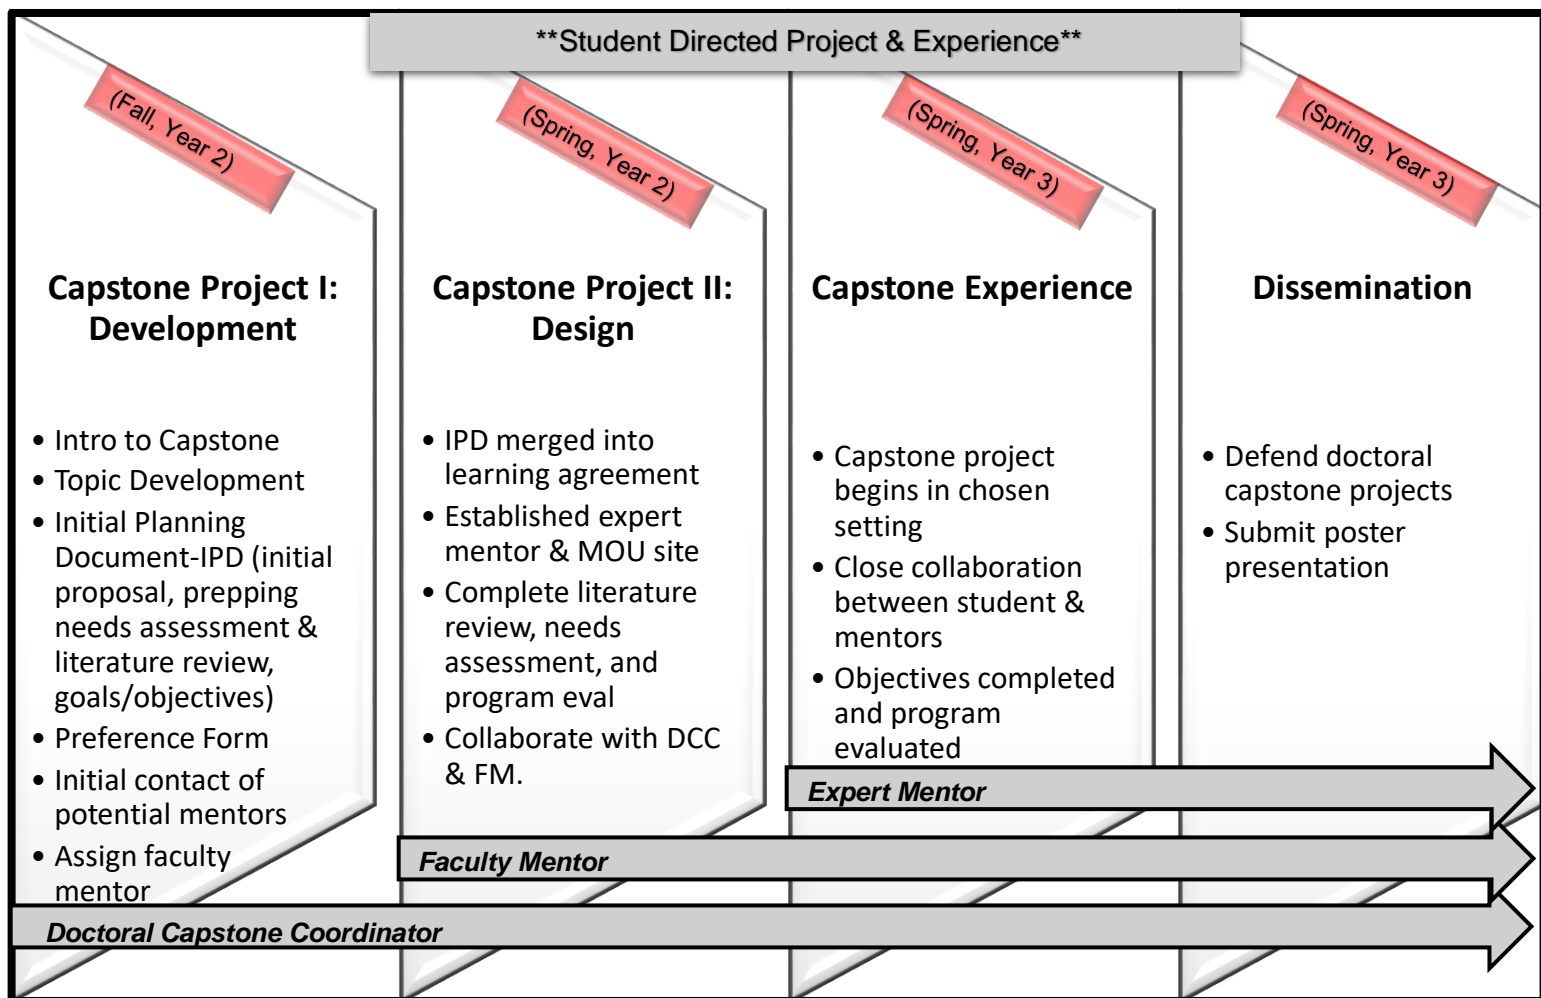 **Student Directed Project & Experience**
(Fall, Year 2)
Capstone Project I:
Development
• Intro to Capstone
• Topic Development
• Initial Planning
Document-IPD (initial
proposal, prepping
needs assessment &
literature review,
goals/objectives)
• Preference Form
• Initial contact of
potential mentors
• Assign faculty
mentor
(Spring, Year 2)
Capstone Project II:
Design
• IPD merged into
learning agreement
• Established expert
mentor & MOU site
• Complete literature
review, needs
assessment, and
program eval
• Collaborate with DCC
& FM.
(Spring, Year 3)
Capstone Experience
• Capstone project
begins in chosen
setting
• Close collaboration
between student &
mentors
• Objectives completed
and program
evaluated
(Spring, Year 3)
Dissemination
• Defend doctoral
capstone projects
• Submit poster
presentation
Expert Mentor
Faculty Mentor
Doctoral Capstone Coordinator